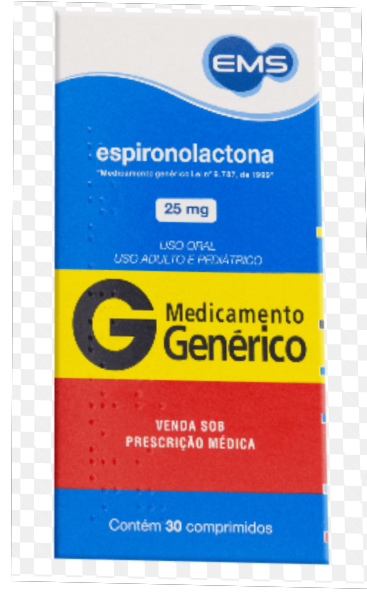 EMS
espironolactona
"Medicamento genérico Lei nº 9.787, de 1999"
25 mg
USO ORAL
USO ADULTO E PEDIÁTRICO
G Medicamento
Genérico
VENDA SOB
PRESCRIÇÃO MÉDICA
Contém 30 comprimidos